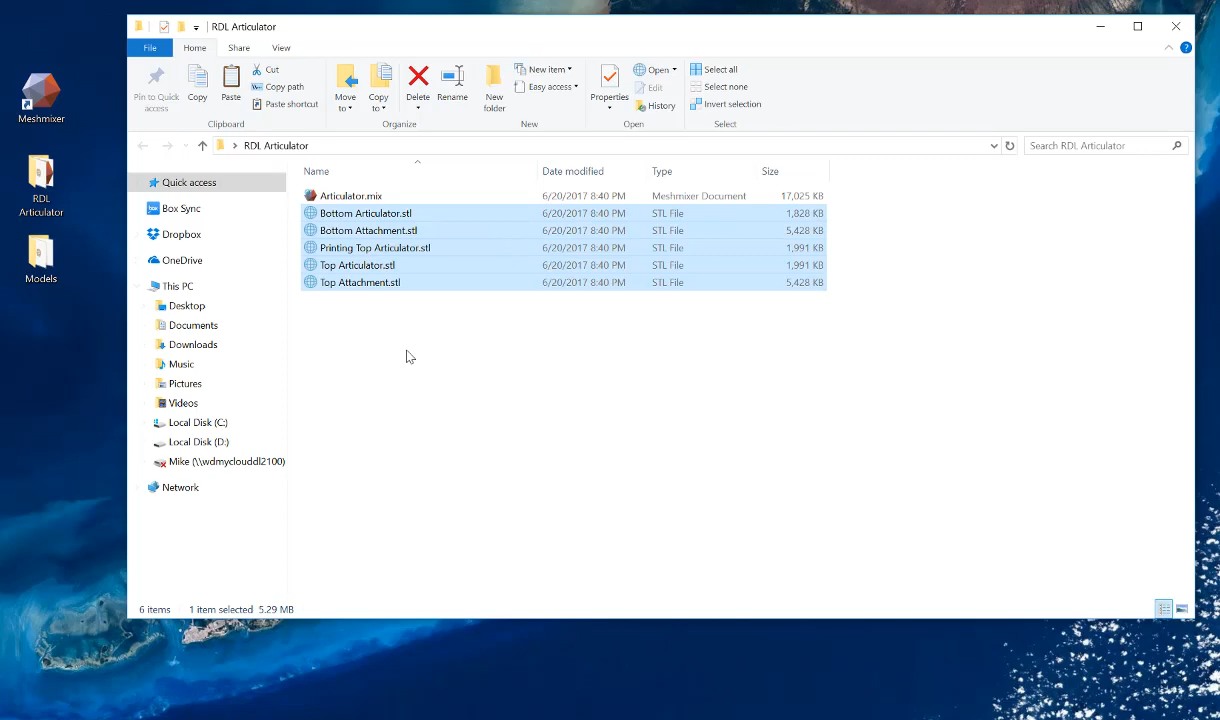 RDL Articulator
File Home Share View
Meshmixer
RDL
Articulator
Models
Pin to Quick
access
Copy
Paste
Cut
Copy path
Paste shortcut
Clipboard
Move
to
Copy
to
Delete
Rename
Organize
New
folder
New item
Easy access
New
Properties
Open
Edit
History
Open
Select all
Select none
Invert selection
Select
RDL Articulator
Search RDL Articulator
Quick access
Box Sync
Dropbox
OneDrive
This PC
Desktop
Documents
Downloads
Music
Pictures
Videos
Local Disk (C:)
Local Disk (D:)
Mike (\\wdmyclouddl2100)
Network
Name Date modified Type Size
Articulator.mix 6/20/2017 8:40 PM Meshmixer Document 17,025 KB
Bottom Articulator.stl 6/20/2017 8:40 PM STL File 1,828 KB
Bottom Attachment.stl 6/20/2017 8:40 PM STL File 5,428 KB
Printing Top Articulator.stl 6/20/2017 8:40 PM STL File 1,991 KB
Top Articulator.stl 6/20/2017 8:40 PM STL File 1,991 KB
Top Attachment.stl 6/20/2017 8:40 PM STL File 5,428 KB
6 items 1 item selected 5.29 MB